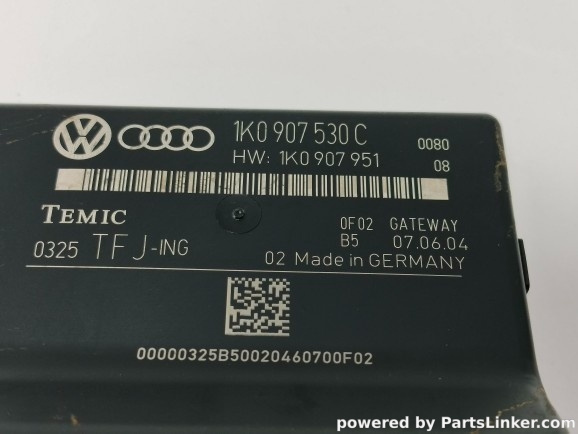 1K0 907 530 C 0080
HW: 1K0 907 951 08
TEMIC
0F02 GATEWAY
0325 TFJ-ING B5 07.06.04
02 Made in GERMANY
00000325B50020460700F02
powered by PartsLinker.com